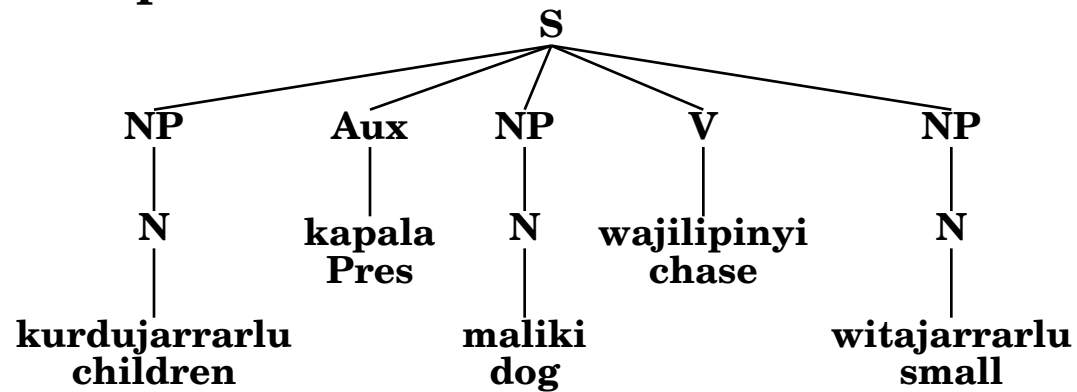 S
NP Aux NP V NP
N kapala N wajilipinyi N
Pres chase
kurdujarrarlu maliki witajarrarlu
children dog small